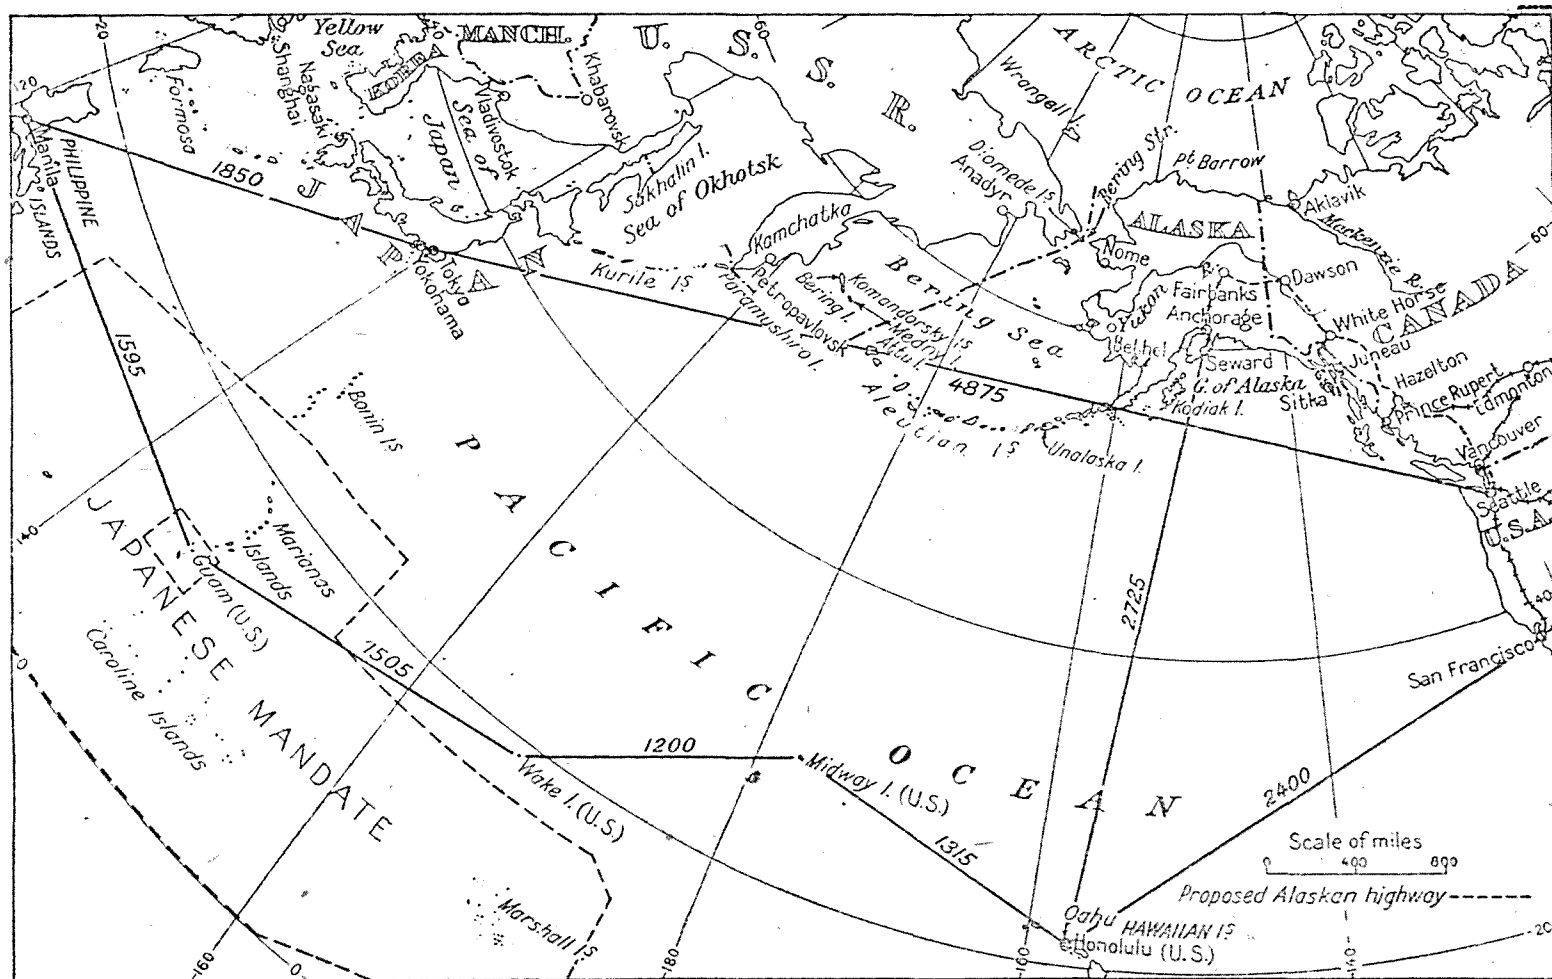 20
Yellow
Sea
40
MANCH.
U. S. S. R.
60
ARCTIC OCEAN
120
Formosa
Shanghai
Nagasaki
KOREA
Vladivostok
Khabarovsk
Sea of
Japan
Sakhalin I.
Sea of Okhotsk
Wrangell I.
Diomede Is
Anadyr
Bering Str.
Pt Barrow
Aklavik
Mackenzie R.
60
Manila
PHILIPPINE
ISLANDS
1850
JAPAN
Tokyo
Yokohama
Kurile Is
Kamchatka
Petropavlovsk
Paramushiro I.
Bering I.
Komandorsky Is
Medny I.
Attu I.
Bering Sea
ALASKA
Nome
Yukon
R.
Fairbanks
Anchorage
Bethel
Seward
G. of Alaska
Kodiak I.
Sitka
Dawson
White Horse
CANADA
Juneau
Hazelton
Prince Rupert
Edmonton
Vancouver
Seattle
U.S.A.
4875
Aleutian Is
Unalaska I.
1595
Bonin Is
PACIFIC
OCEAN
140
JAPANESE MANDATE
Marianas
Islands
Guam (U.S.)
Caroline Islands
0
1505
2725
40
San Francisco
1200
Wake I. (U.S.)
Midway I. (U.S.)
2400
1315
Scale of miles
0 400 800
Proposed Alaskan highway
Marshall Is
Oahu
HAWAIIAN Is
Honolulu (U.S.)
160
0
180
160
140
20